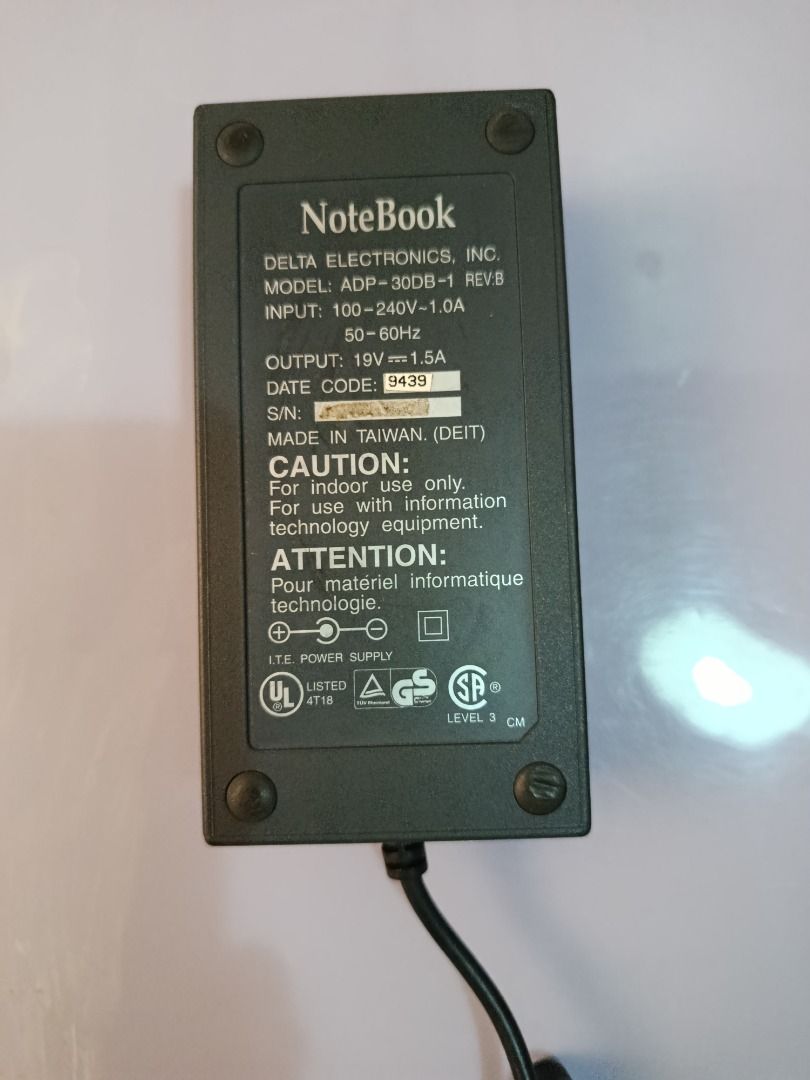 NoteBook
DELTA ELECTRONICS, INC.
MODEL: ADP-30DB-1 REV:B
INPUT: 100-240V~1.0A
50-60Hz
OUTPUT: 19V⎓1.5A
DATE CODE: 9439
S/N:
MADE IN TAIWAN. (DEIT)
CAUTION:
For indoor use only.
For use with information
technology equipment.
ATTENTION:
Pour matériel informatique
technologie.
I.T.E. POWER SUPPLY
UL ® LISTED
4T18
TÜV Rheinland
GS
SA ®
LEVEL 3 CM